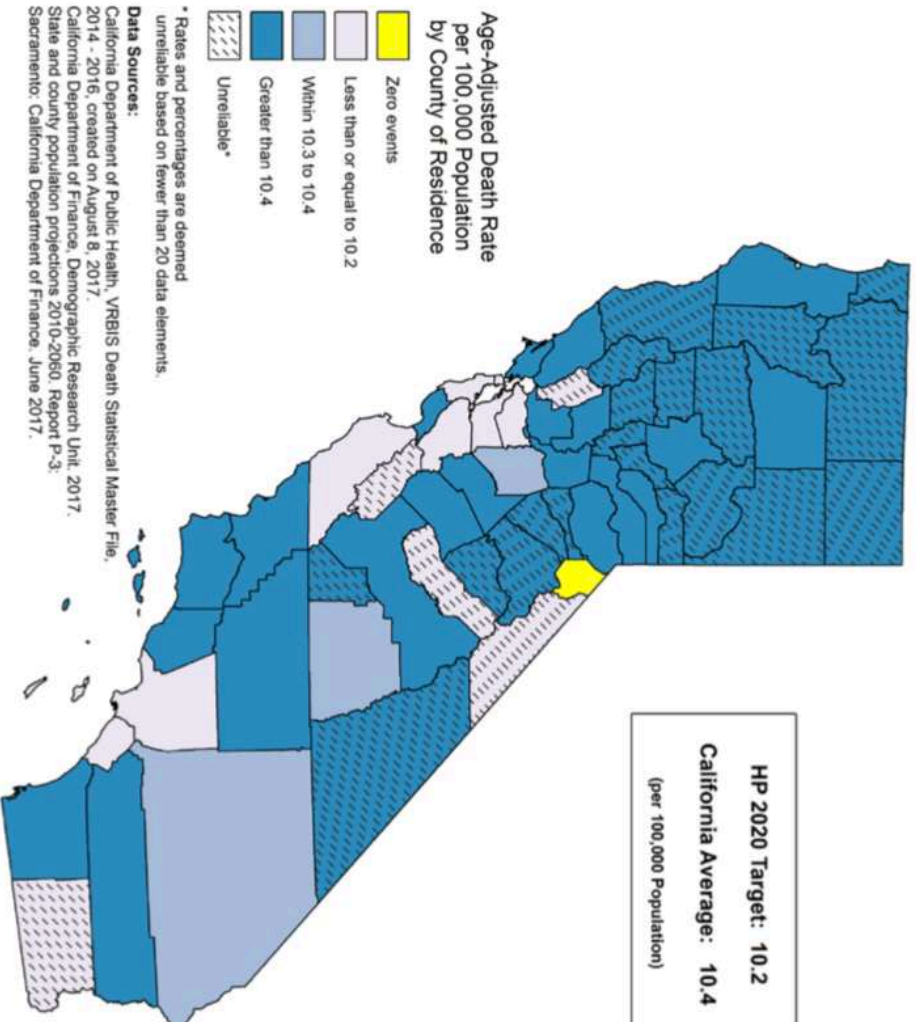 Age-Adjusted Death Rate
per 100,000 Population
by County of Residence
Zero events
Less than or equal to 10.2
Within 10.3 to 10.4
Greater than 10.4
Unreliable*
* Rates and percentages are deemed
unreliable based on fewer than 20 data elements.
Data Sources:
California Department of Public Health, VRBIS Death Statistical Master File,
2014 - 2016, created on August 8, 2017.
California Department of Finance, Demographic Research Unit. 2017.
State and county population projections 2010-2060. Report P-3:
Sacramento: California Department of Finance. June 2017.
HP 2020 Target: 10.2
California Average: 10.4
(per 100,000 Population)